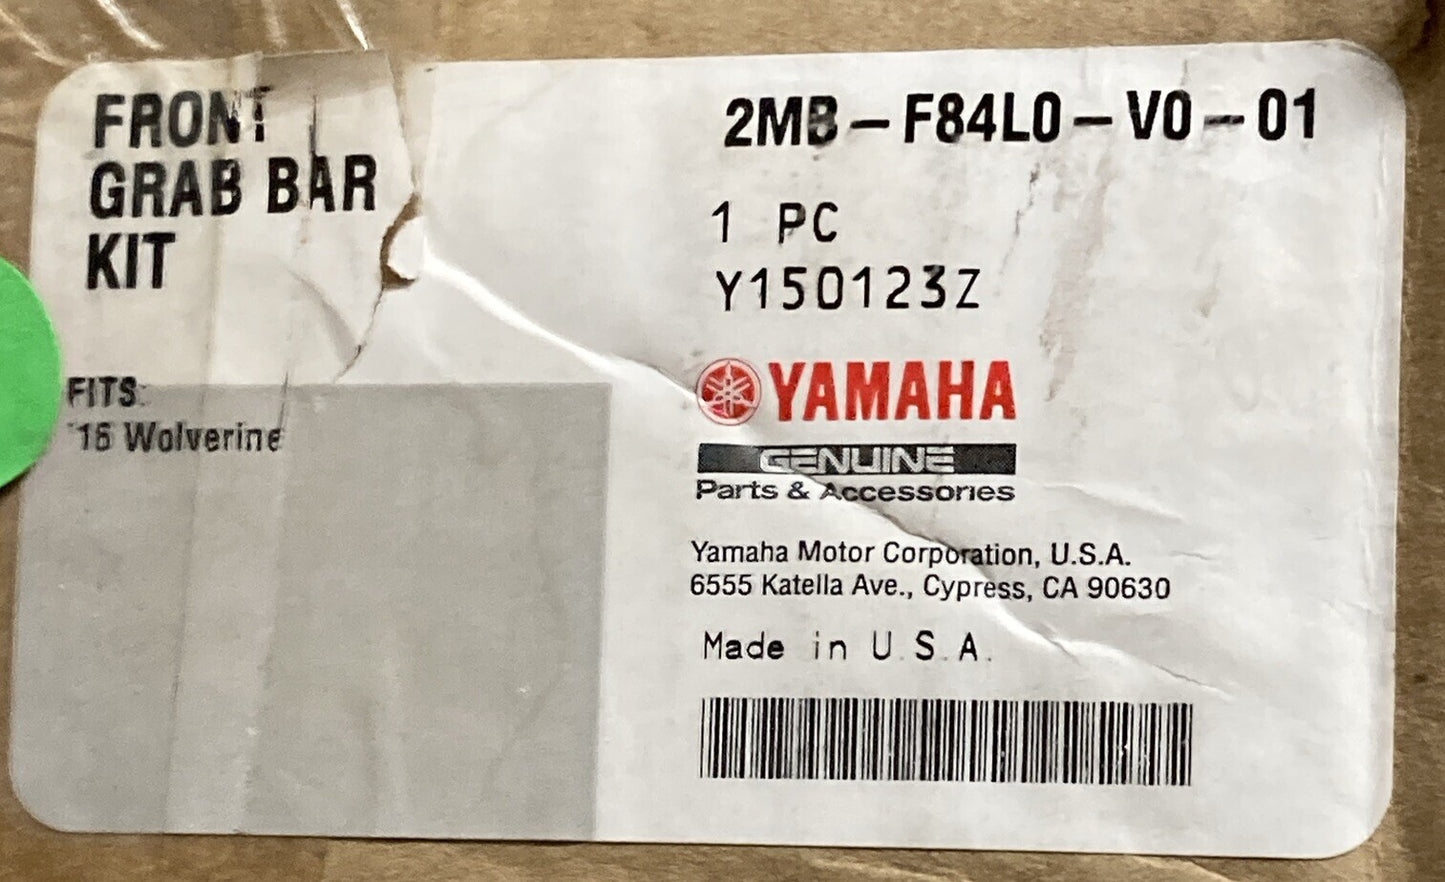 FRONT
GRAB BAR
KIT
FITS:
'16 Wolverine
2MB-F84L0-V0-01
1 PC
Y150123Z
YAMAHA
GENUINE
Parts & Accessories
Yamaha Motor Corporation, U.S.A.
6555 Katella Ave., Cypress, CA 90630
Made in U.S.A.